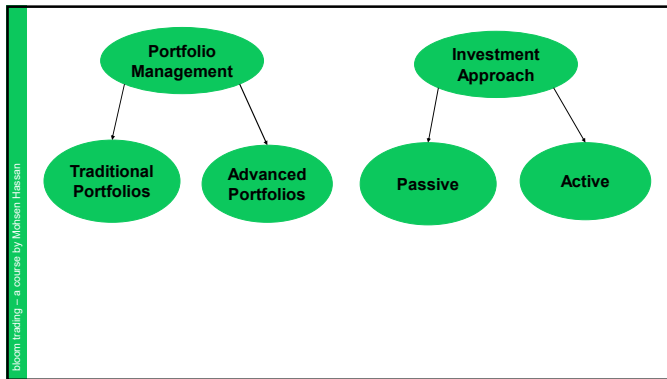 Portfolio
Management
Investment
Approach
Traditional
Portfolios
Advanced
Portfolios
Passive
Active
bloom trading – a course by Mohsen Hassan